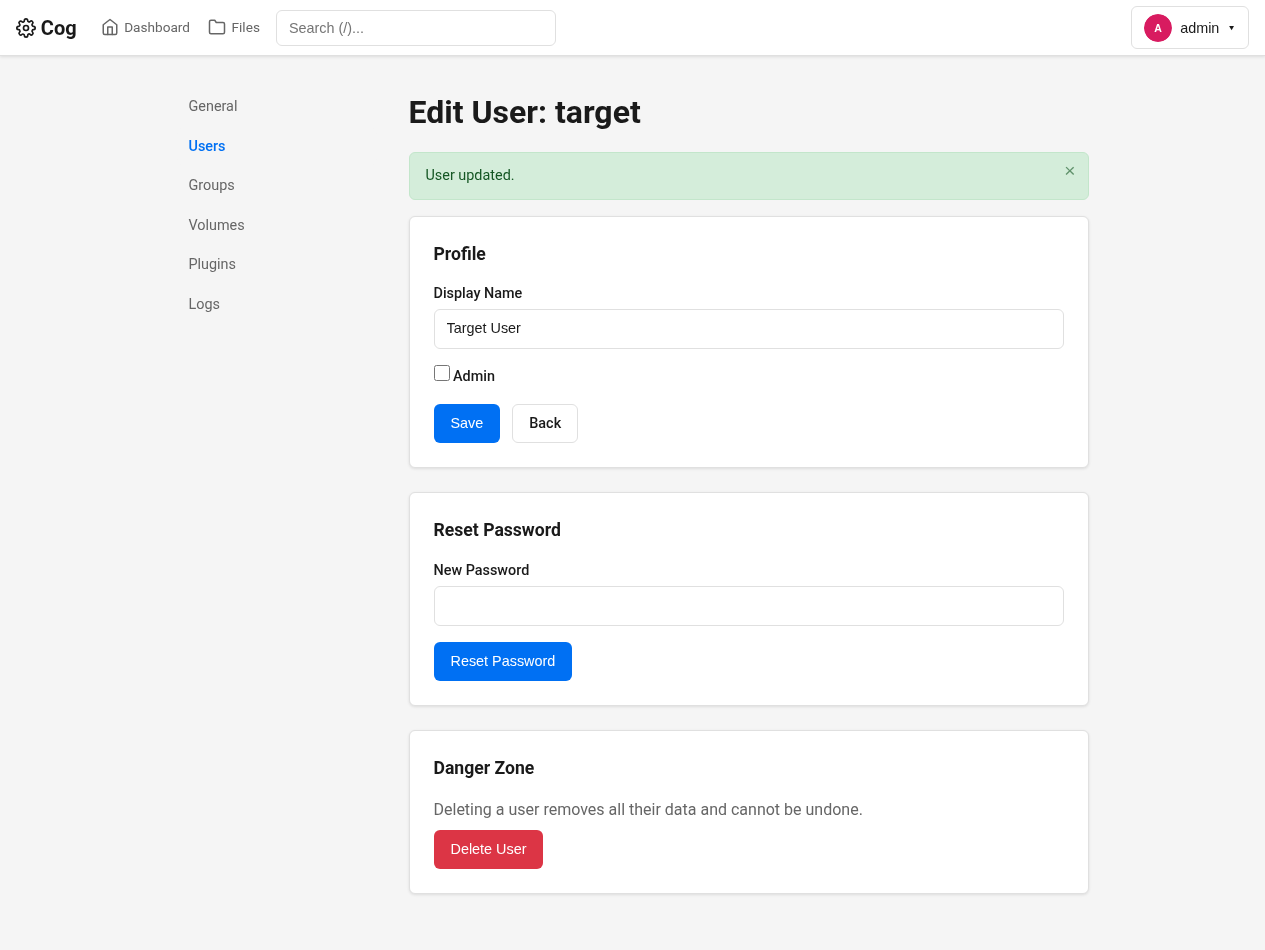 Cog
Dashboard
Files
Search (/)...
A
admin
General
Users
Groups
Volumes
Plugins
Logs
Edit User: target
User updated.
Profile
Display Name
Target User
Admin
Save
Back
Reset Password
New Password
Reset Password
Danger Zone
Deleting a user removes all their data and cannot be undone.
Delete User